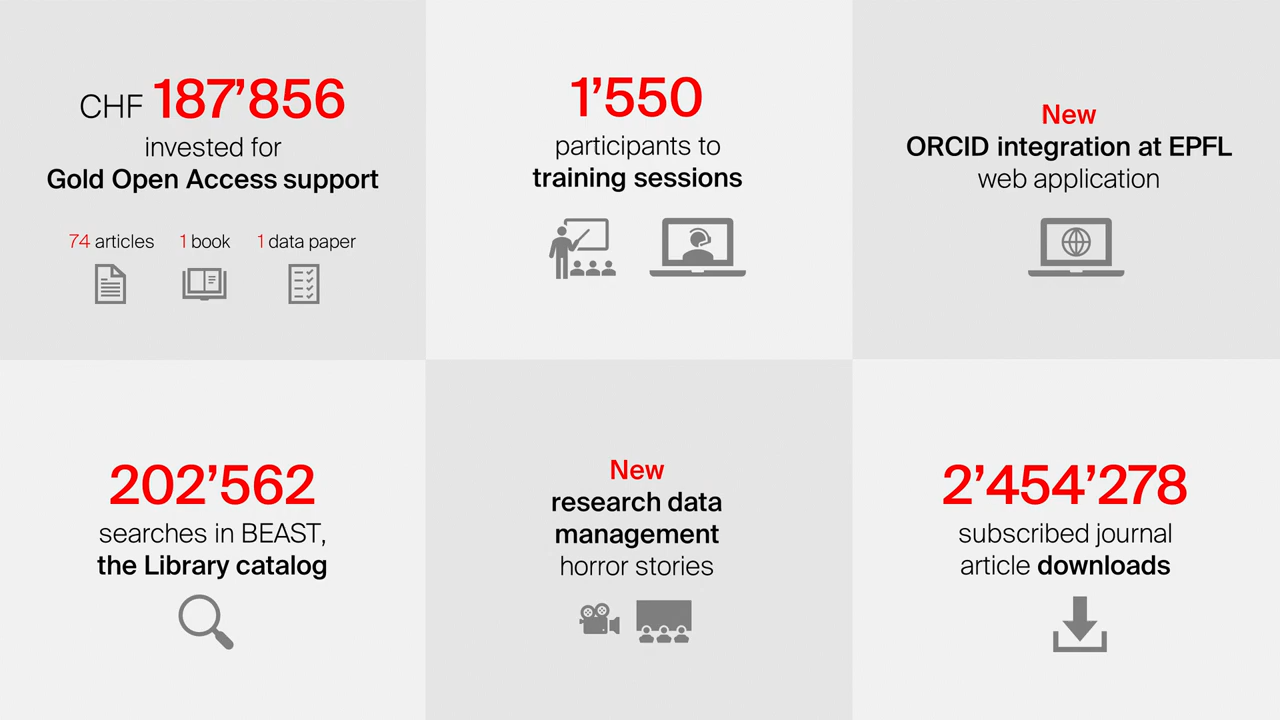 CHF 187’856
invested for
Gold Open Access support
74 articles
1 book
1 data paper
1’550
participants to
training sessions
New
ORCID integration at EPFL
web application
202’562
searches in BEAST,
the Library catalog
New
research data
management
horror stories
2’454’278
subscribed journal
article downloads